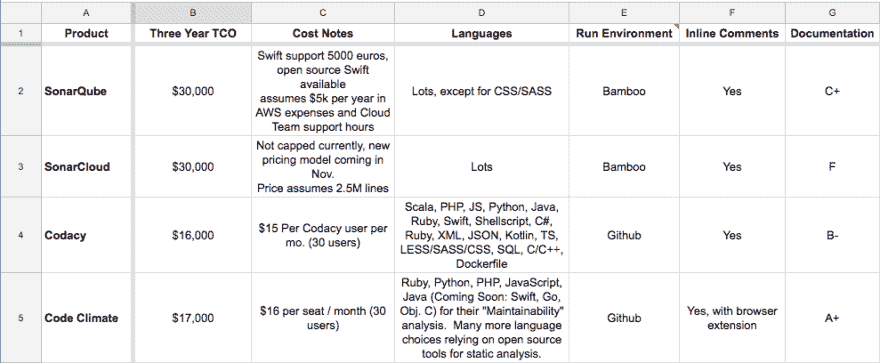 A B C D E F G
1 Product Three Year TCO Cost Notes Languages Run Environment Inline Comments Documentation
2 SonarQube $30,000 Swift support 5000 euros,
open source Swift
available
assumes $5k per year in
AWS expenses and Cloud
Team support hours
Lots, except for CSS/SASS Bamboo Yes C+
3 SonarCloud $30,000 Not capped currently, new
pricing model coming in
Nov.
Price assumes 2.5M lines
Lots Bamboo Yes F
4 Codacy $16,000 $15 Per Codacy user per
mo. (30 users)
Scala, PHP, JS, Python, Java,
Ruby, Swift, Shellscript, C#,
Ruby, XML, JSON, Kotlin, TS,
LESS/SASS/CSS, SQL, C/C++,
Dockerfile
Github Yes B-
5 Code Climate $17,000 $16 per seat / month (30
users)
Ruby, Python, PHP, JavaScript,
Java (Coming Soon: Swift, Go,
Obj. C) for their "Maintainability"
analysis. Many more language
choices relying on open source
tools for static analysis.
Github Yes, with browser
extension
A+